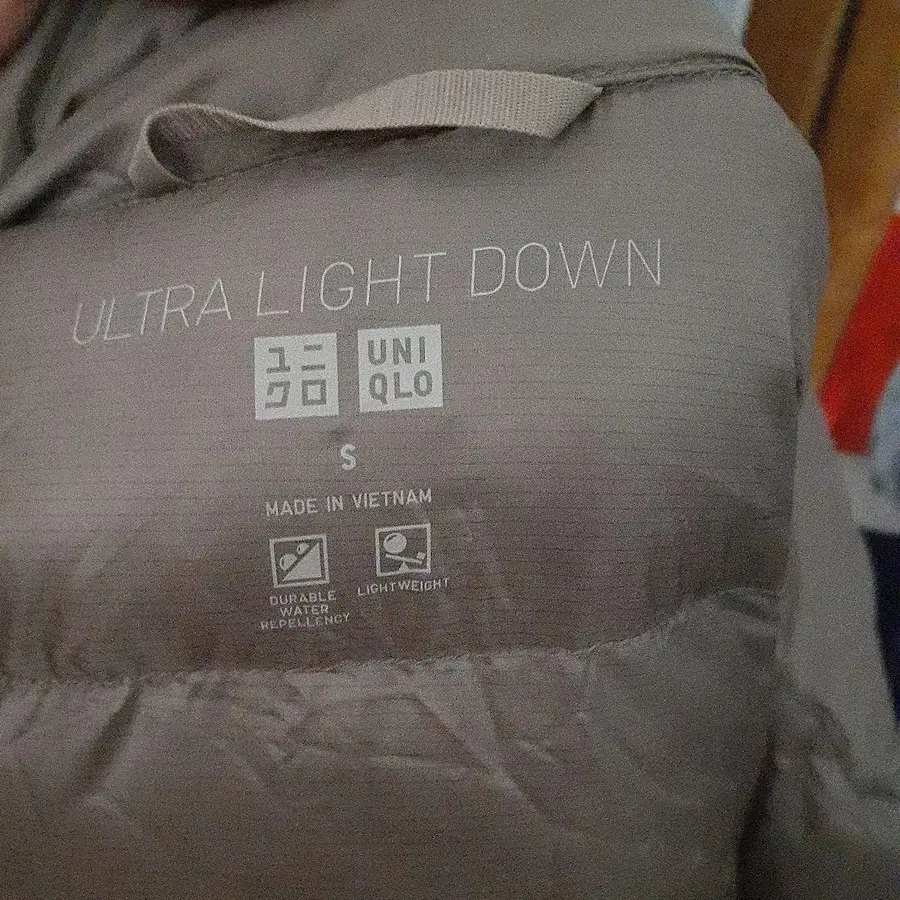 ULTRA LIGHT DOWN
ユニ
クロ
UNI
QLO
S
MADE IN VIETNAM
DURABLE
WATER
REPELLENCY
LIGHTWEIGHT